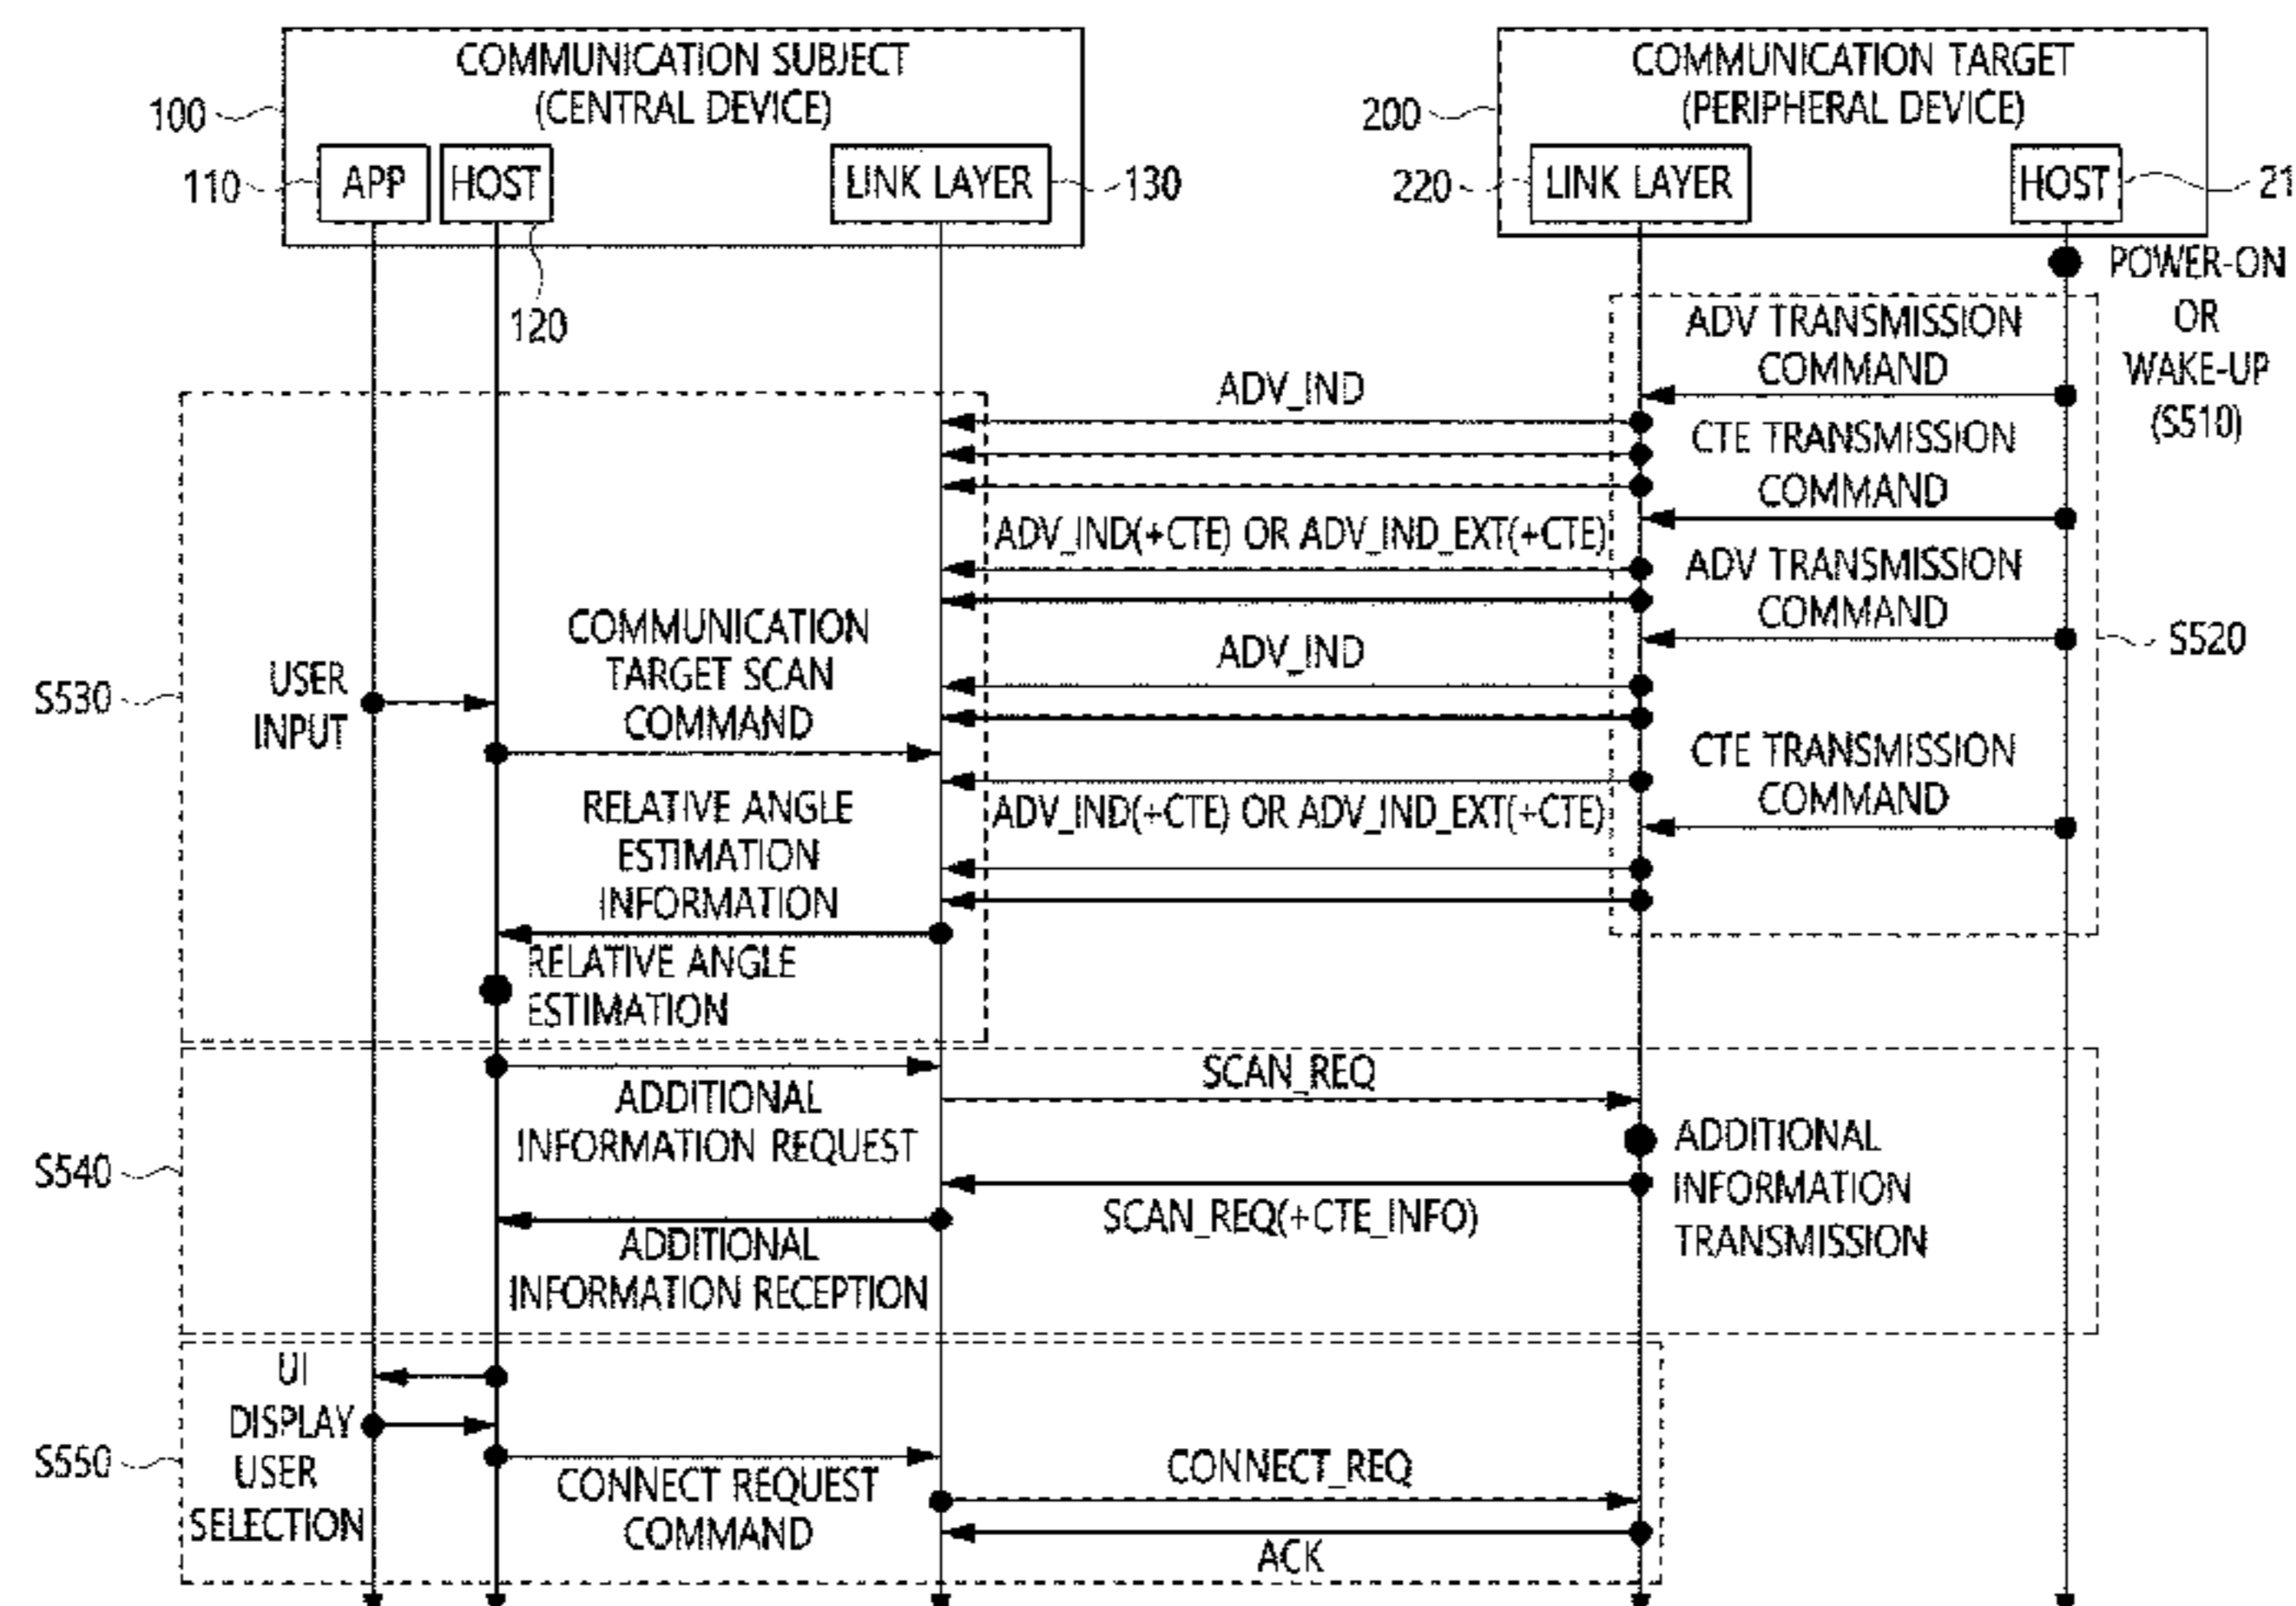 COMMUNICATION SUBJECT
(CENTRAL DEVICE)
COMMUNICATION TARGET
(PERIPHERAL DEVICE)
100
200
110
APP
HOST
LINK LAYER
130
220
LINK LAYER
HOST
21
120
POWER-ON
OR
WAKE-UP
(S510)
ADV TRANSMISSION
COMMAND
ADV_IND
CTE TRANSMISSION
COMMAND
ADV_IND(+CTE) OR ADV_IND_EXT(+CTE)
ADV TRANSMISSION
COMMAND
S520
COMMUNICATION
TARGET SCAN
COMMAND
ADV_IND
S530
USER
INPUT
CTE TRANSMISSION
COMMAND
RELATIVE ANGLE
ESTIMATION
INFORMATION
ADV_IND(+CTE) OR ADV_IND_EXT(+CTE)
RELATIVE ANGLE
ESTIMATION
SCAN_REQ
ADDITIONAL
INFORMATION REQUEST
S540
ADDITIONAL
INFORMATION
TRANSMISSION
SCAN_REQ(+CTE_INFO)
ADDITIONAL
INFORMATION RECEPTION
UI
DISPLAY
USER
SELECTION
S550
CONNECT REQUEST
COMMAND
CONNECT_REQ
ACK